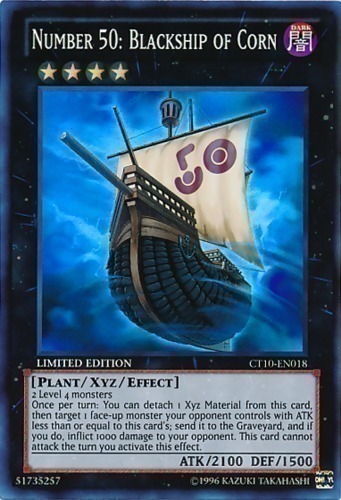 NUMBER 50: BLACKSHIP OF CORN
DARK
闇
50
LIMITED EDITION
CT10-EN018
[PLANT/XYZ/EFFECT]
2 Level 4 monsters
Once per turn: You can detach 1 Xyz Material from this card,
then target 1 face-up monster your opponent controls with ATK
less than or equal to this card's; send it to the Graveyard, and if
you do, inflict 1000 damage to your opponent. This card cannot
attack the turn you activate this effect.
ATK/2100 DEF/1500
51735257
©1996 KAZUKI TAKAHASHI